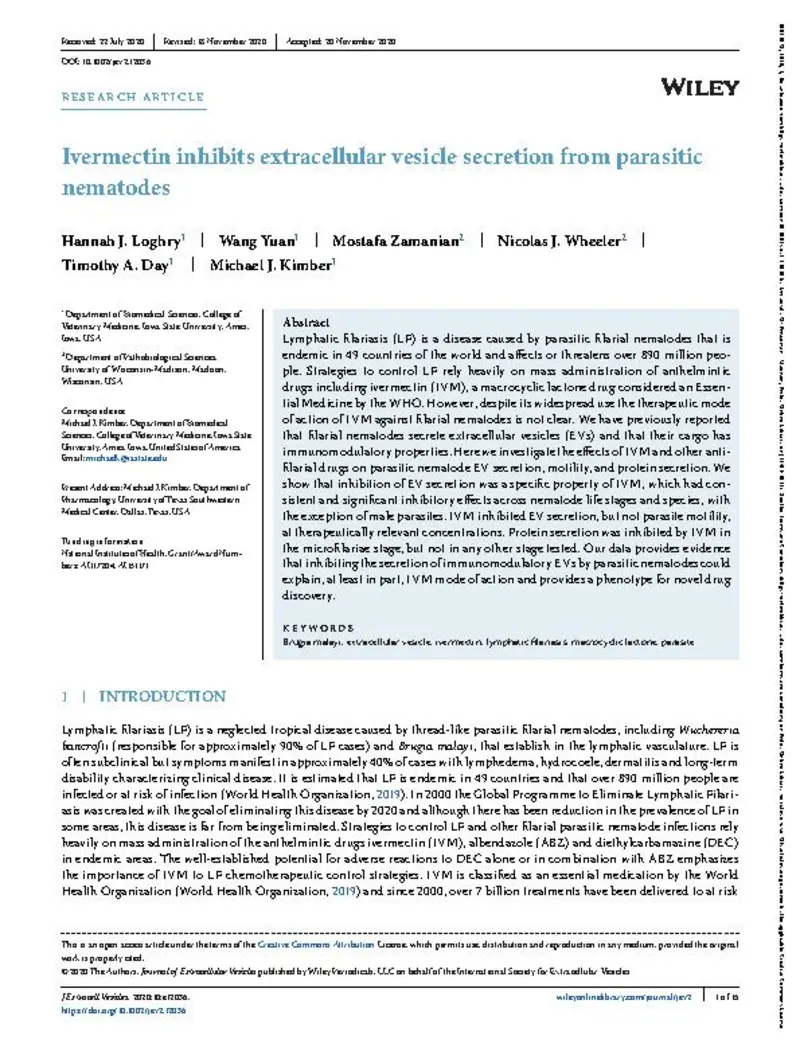 Received: 22 July 2020 | Revised: 18 November 2020 | Accepted: 20 November 2020
DOI: 10.1002/jev2.12036
RESEARCH ARTICLE
WILEY
Ivermectin inhibits extracellular vesicle secretion from parasitic
nematodes
Hannah J. Loghry1 | Wang Yuan1 | Mostafa Zamanian2 | Nicolas J. Wheeler2 |
Timothy A. Day1 | Michael J. Kimber1
1 Department of Biomedical Sciences, College of
Veterinary Medicine, Iowa State University, Ames,
Iowa, USA
2 Department of Pathobiological Sciences,
University of Wisconsin-Madison, Madison,
Wisconsin, USA
Correspondence
Michael J. Kimber, Department of Biomedical
Sciences, College of Veterinary Medicine, Iowa State
University, Ames, Iowa, United States of America.
Email: michaelk@iastate.edu
Present Address: Michael J. Kimber, Department of
Pharmacology, University of Texas Southwestern
Medical Center, Dallas, Texas, USA
Funding information
National Institutes of Health, Grant/Award Num-
bers:
Abstract
Lymphatic filariasis (LF) is a disease caused by parasitic filarial nematodes that is
endemic in 49 countries of the world and affects or threatens over 890 million peo-
ple. Strategies to control LF rely heavily on mass administration of anthelmintic
drugs including ivermectin (IVM), a macrocyclic lactone drug considered an Essen-
tial Medicine by the WHO. However, despite its widespread use the therapeutic mode
of action of IVM against filarial nematodes is not clear. We have previously reported
that filarial nematodes secrete extracellular vesicles (EVs) and that their cargo has
immunomodulatory properties. Here we investigate the effects of IVM and other anti-
filarial drugs on parasitic nematode EV secretion, motility, and protein secretion. We
show that inhibition of EV secretion was a specific property of IVM, which had con-
sistent and significant inhibitory effects across nematode life stages and species, with
the exception of male parasites. IVM inhibited EV secretion, but not parasite motility,
at therapeutically relevant concentrations. Protein secretion was inhibited by IVM in
the microfilariae stage, but not in any other stage tested. Our data provides evidence
that inhibiting the secretion of immunomodulatory EVs by parasitic nematodes could
explain, at least in part, IVM mode of action and provides a phenotype for novel drug
discovery.
KEYWORDS
Brugia malayi, extracellular vesicle, ivermectin, lymphatic filariasis, macrocyclic lactone, parasite
1 | INTRODUCTION
Lymphatic filariasis (LF) is a neglected tropical disease caused by thread-like parasitic filarial nematodes, including Wuchereria
bancrofti (responsible for approximately 90% of LF cases) and Brugia malayi, that establish in the lymphatic vasculature. LF is
often subclinical but symptoms manifest in approximately 40% of cases with lymphedema, hydrocoele, dermatitis and long-term
disability characterizing clinical disease. It is estimated that LF is endemic in 49 countries and that over 890 million people are
infected or at risk of infection (World Health Organization, 2019). In 2000 the Global Programme to Eliminate Lymphatic Filari-
asis was created with the goal of eliminating this disease by 2020 and although there has been reduction in the prevalence of LF in
some areas, this disease is far from being eliminated. Strategies to control LF and other filarial parasitic nematode infections rely
heavily on mass administration of the anthelmintic drugs ivermectin (IVM), albendazole (ABZ) and diethylcarbamazine (DEC)
in endemic areas. The well-established potential for adverse reactions to DEC alone or in combination with ABZ emphasizes
the importance of IVM to LF chemotherapeutic control strategies. IVM is classified as an essential medication by the World
Health Organization (World Health Organization, 2019) and since 2000, over 7 billion treatments have been delivered to at risk
This is an open access article under the terms of the Creative Commons Attribution License, which permits use, distribution and reproduction in any medium, provided the original
work is properly cited.
© 2020 The Authors. Journal of Extracellular Vesicles published by Wiley Periodicals, LLC on behalf of the International Society for Extracellular Vesicles
J Extracell Vesicles. 2020;10:e12036.
wileyonlinelibrary.com/journal/jev2 | 1 of 15
https://doi.org/10.1002/jev2.12036